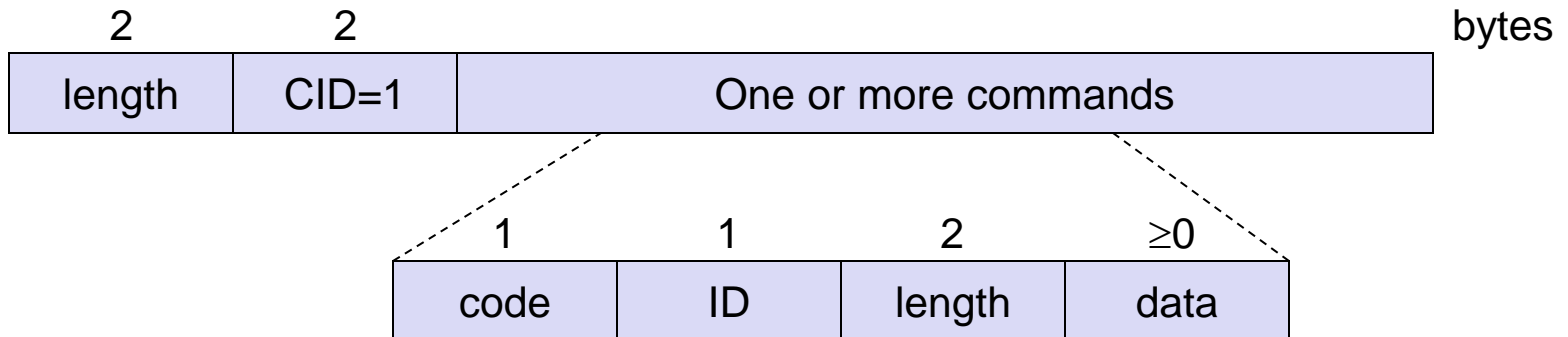 2 2 bytes
length CID=1 One or more commands
1 1 2 ≥0
code ID length data